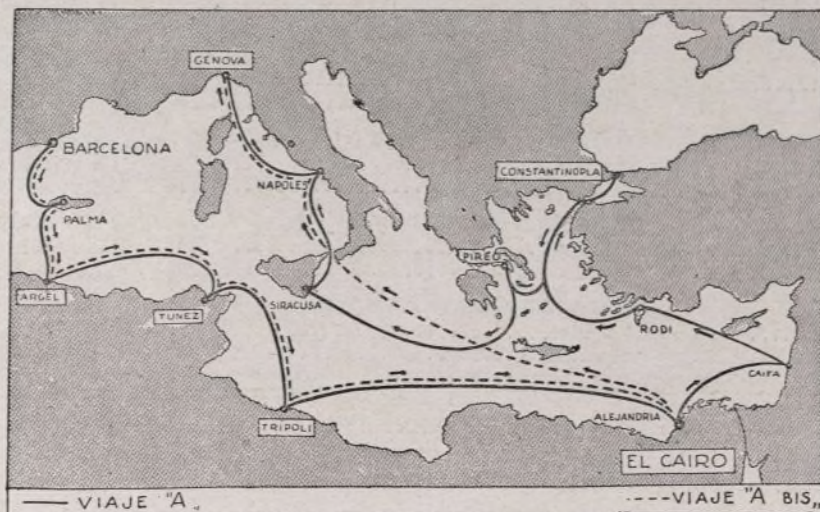 GENOVA
BARCELONA
CONSTANTINOPLA
NAPOLES
PALMA
PIREO
ARGEL
TUNEZ
SIRACUSA
RODI
CAIFA
TRIPOLI
ALEJANDRIA
EL CAIRO
VIAJE "A„
VIAJE "A BIS„